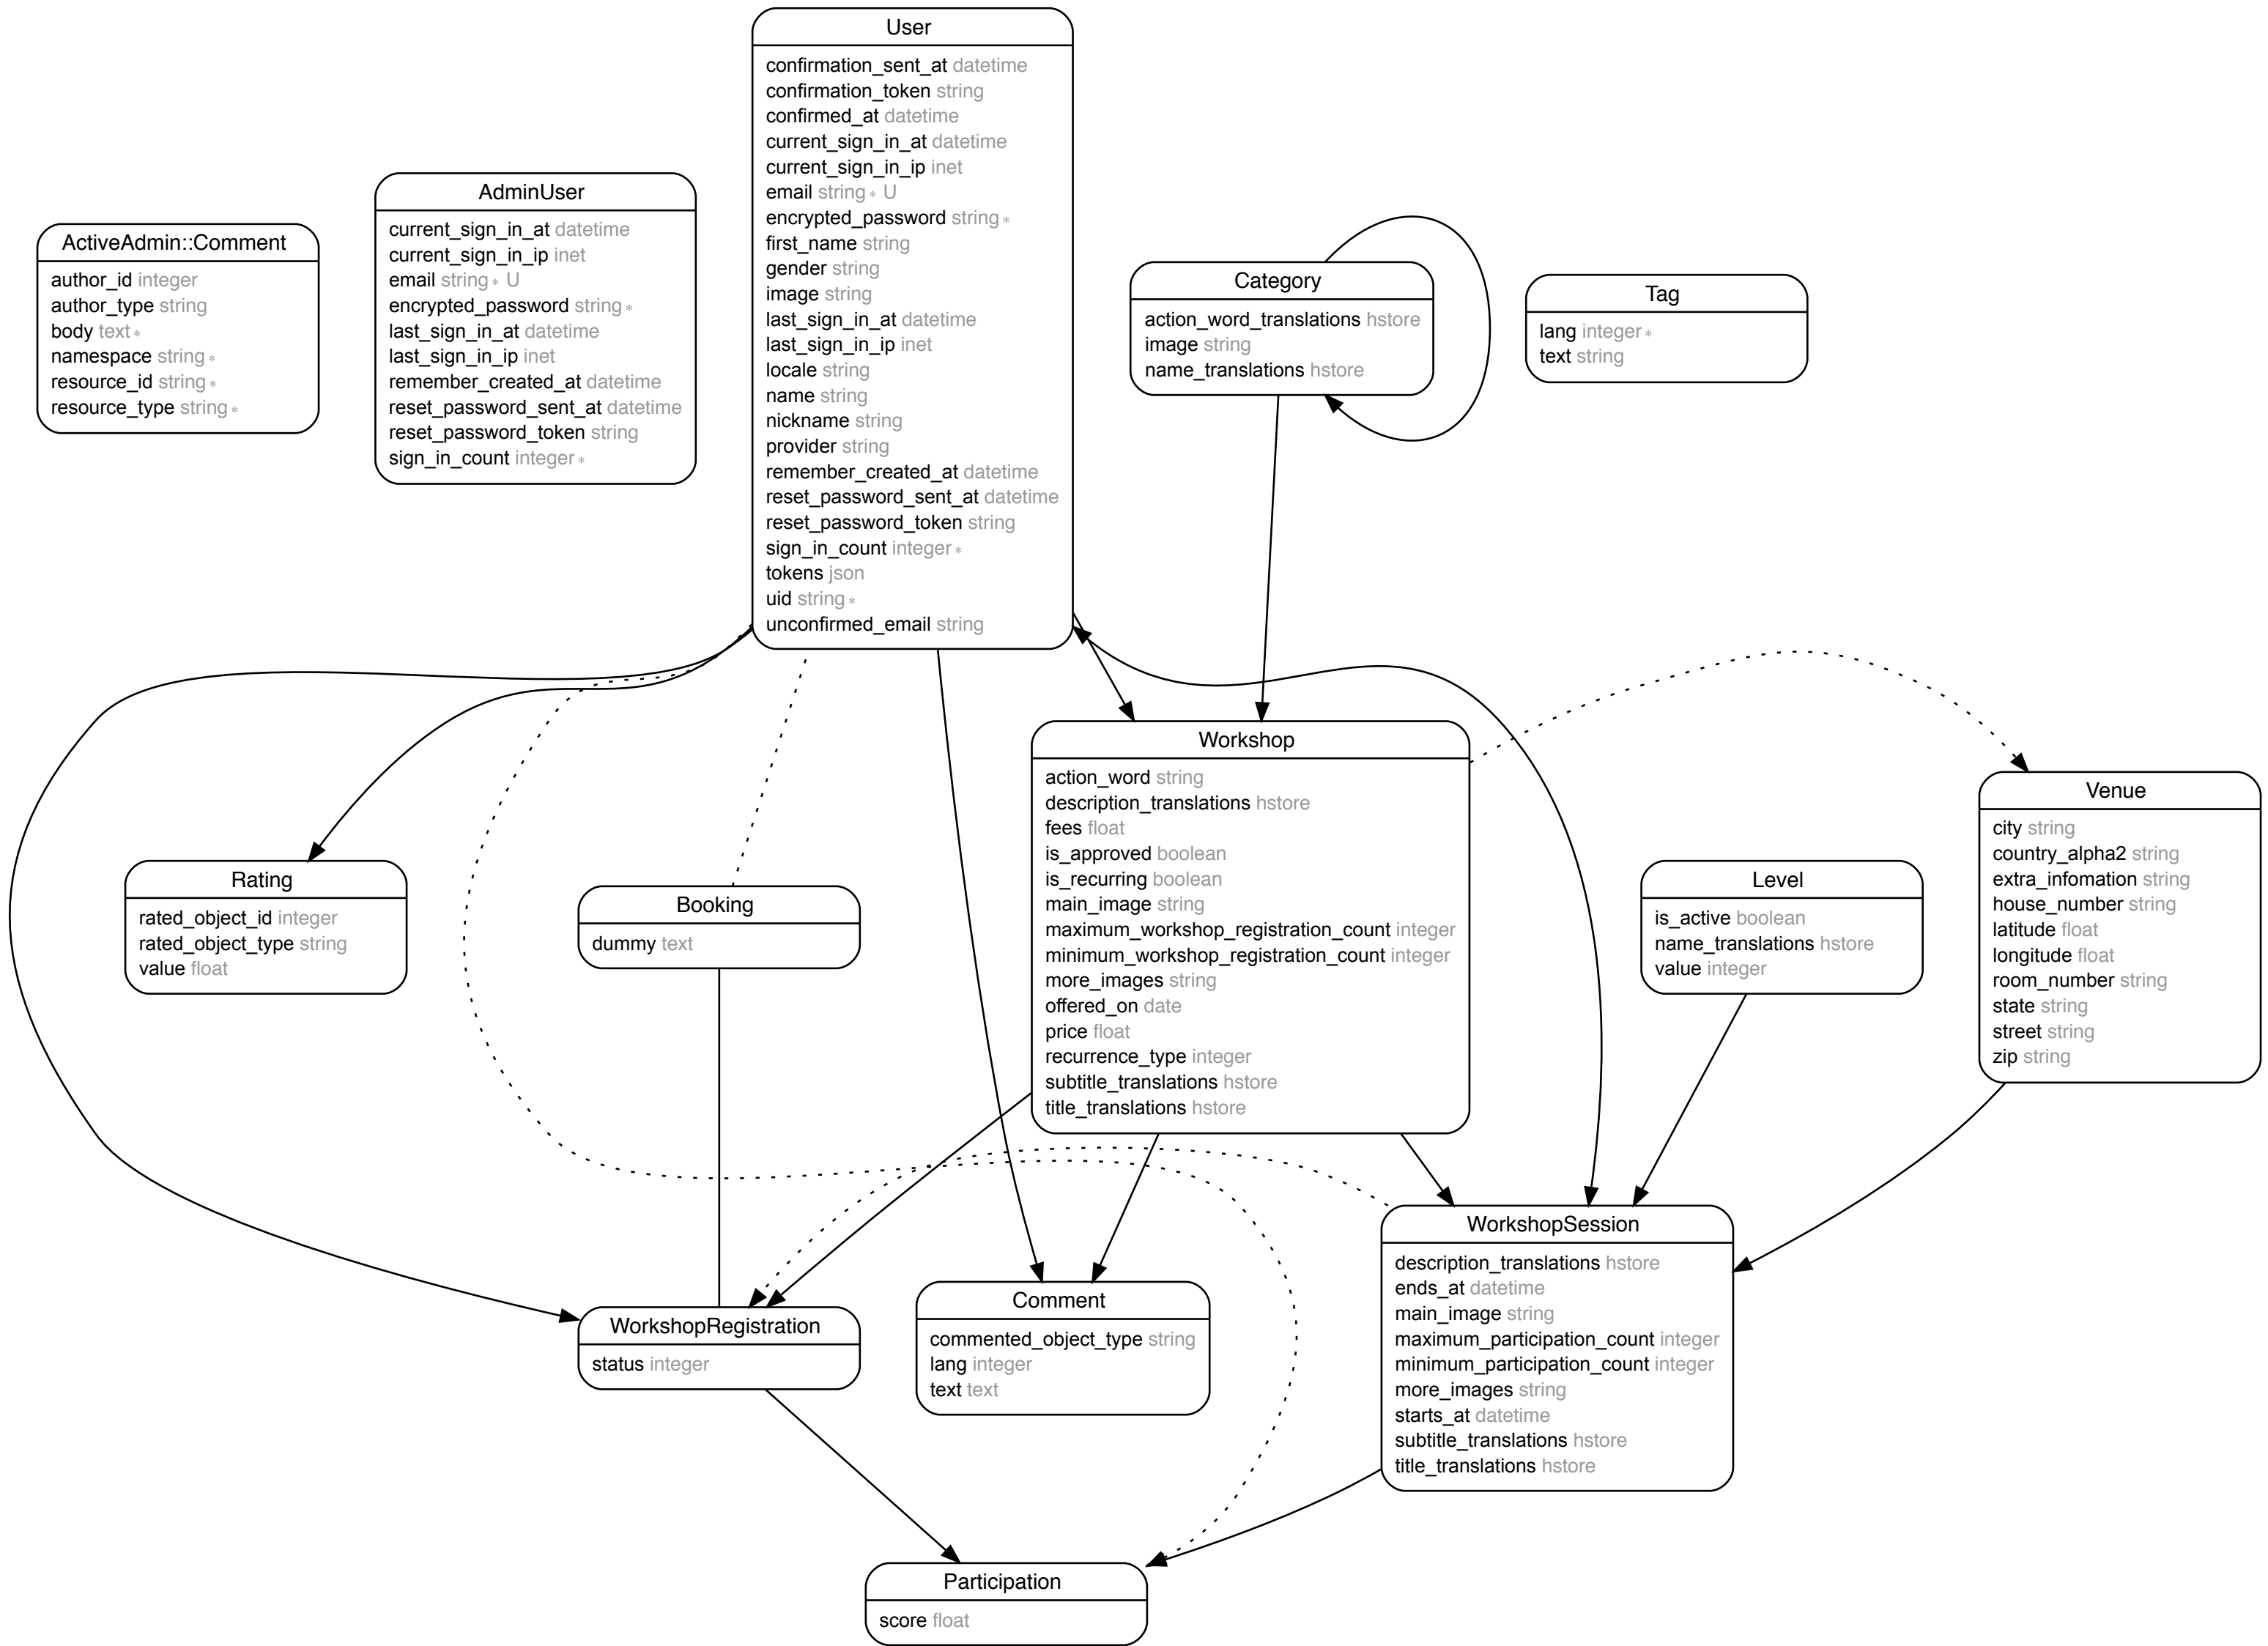 User
confirmation_sent_at datetime
confirmation_token string
confirmed_at datetime
current_sign_in_at datetime
current_sign_in_ip inet
email string* U
encrypted_password string*
first_name string
gender string
image string
last_sign_in_at datetime
last_sign_in_ip inet
locale string
name string
nickname string
provider string
remember_created_at datetime
reset_password_sent_at datetime
reset_password_token string
sign_in_count integer*
tokens json
uid string*
unconfirmed_email string
ActiveAdmin::Comment
author_id integer
author_type string
body text*
namespace string*
resource_id string*
resource_type string*
AdminUser
current_sign_in_at datetime
current_sign_in_ip inet
email string* U
encrypted_password string*
last_sign_in_at datetime
last_sign_in_ip inet
remember_created_at datetime
reset_password_sent_at datetime
reset_password_token string
sign_in_count integer*
Category
action_word_translations hstore
image string
name_translations hstore
Tag
lang integer*
text string
Workshop
action_word string
description_translations hstore
fees float
is_approved boolean
is_recurring boolean
main_image string
maximum_workshop_registration_count integer
minimum_workshop_registration_count integer
more_images string
offered_on date
price float
recurrence_type integer
subtitle_translations hstore
title_translations hstore
Venue
city string
country_alpha2 string
extra_infomation string
house_number string
latitude float
longitude float
room_number string
state string
street string
zip string
Rating
rated_object_id integer
rated_object_type string
value float
Booking
dummy text
Level
is_active boolean
name_translations hstore
value integer
WorkshopSession
description_translations hstore
ends_at datetime
main_image string
maximum_participation_count integer
minimum_participation_count integer
more_images string
starts_at datetime
subtitle_translations hstore
title_translations hstore
WorkshopRegistration
status integer
Comment
commented_object_type string
lang integer
text text
Participation
score float